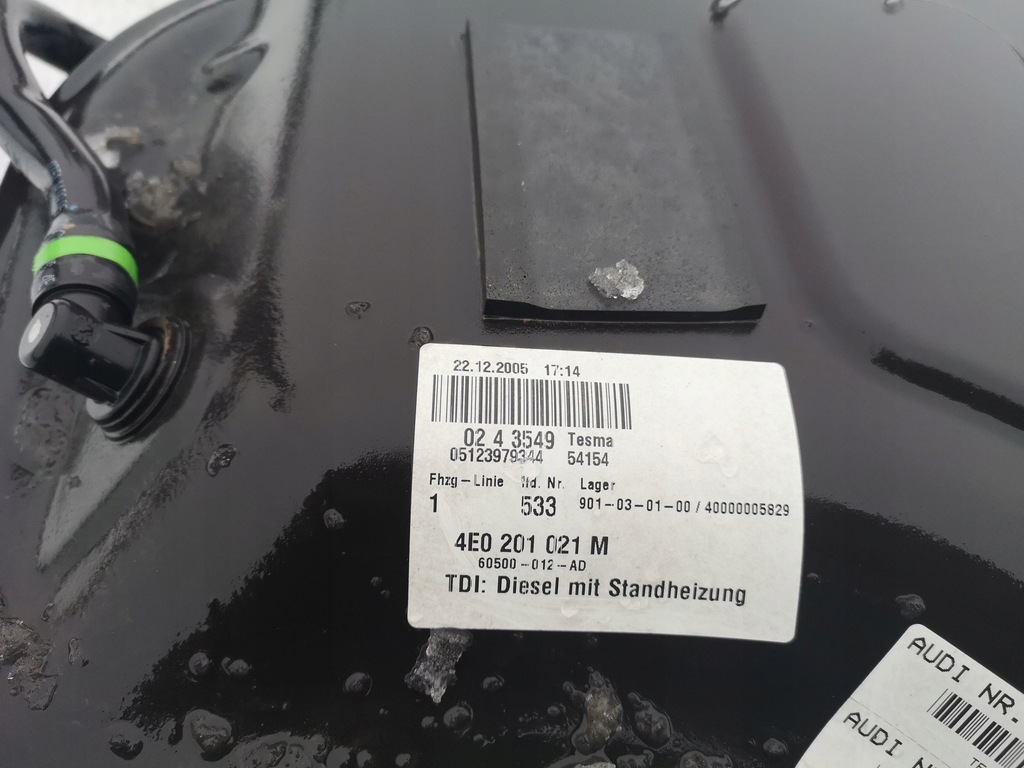 22.12.2005 17:14
02 4 3549 Tesma
05123979344 54154
Fhzg-Linie lfd. Nr. Lager
1 533 901-03-01-00 / 40000005829
4E0 201 021 M
60500-012-AD
TDI: Diesel mit Standheizung
AUDI NR.
AUDI